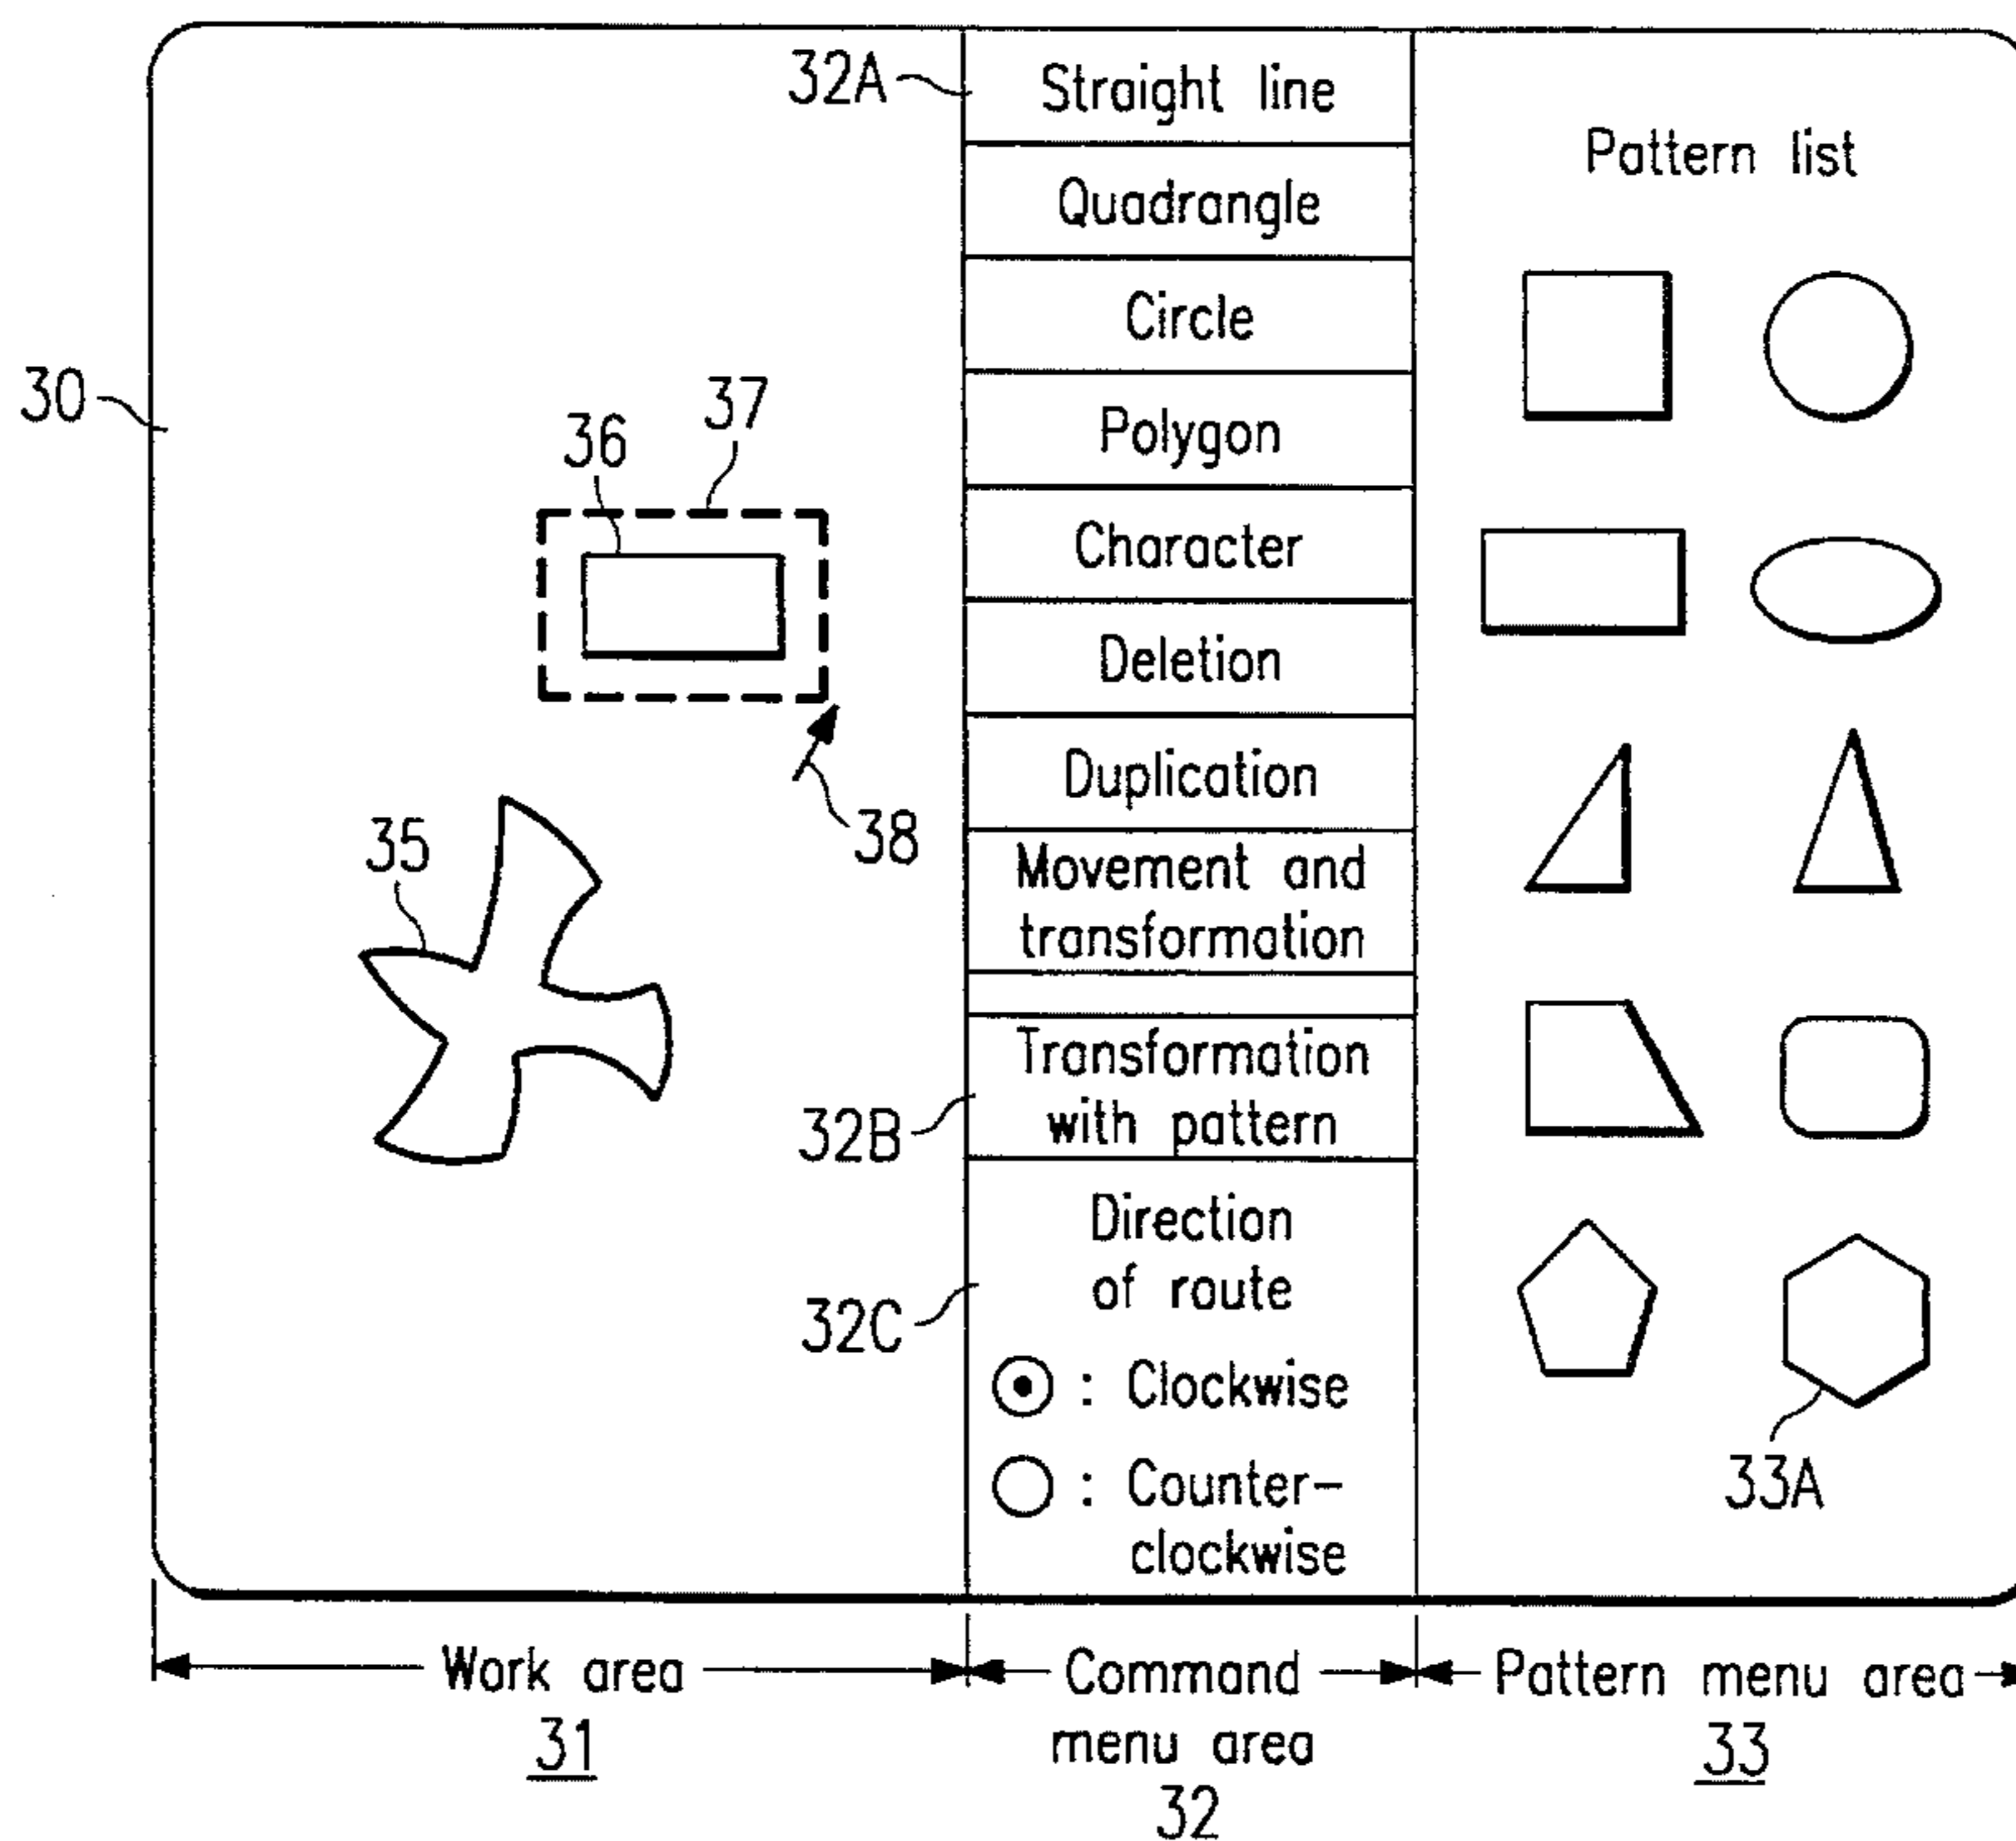 32A
Straight line
Pattern list
Quadrangle
Circle
30
37
36
Polygon
Character
Deletion
Duplication
38
35
Movement and
transformation
Transformation
with pattern
32B
Direction
of route
32C
: Clockwise
: Counter-
clockwise
33A
Work area
31
Command
menu area
32
Pattern menu area
33